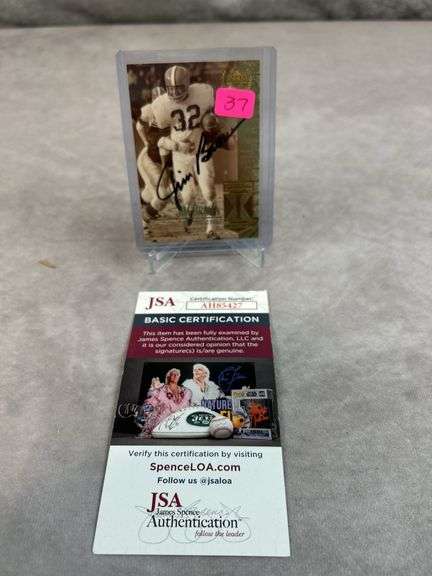 37
32
Jim Brown
JSA
Certification Number
AH85427
BASIC CERTIFICATION
This item has been fully examined by
James Spence Authentication, LLC and
it is our considered opinion that the
signature(s) is/are genuine.
NATURE
JETS
Verify this certification by visiting
SpenceLOA.com
Follow us @jsaloa
JSA
James Spence
Authentication
follow the leader